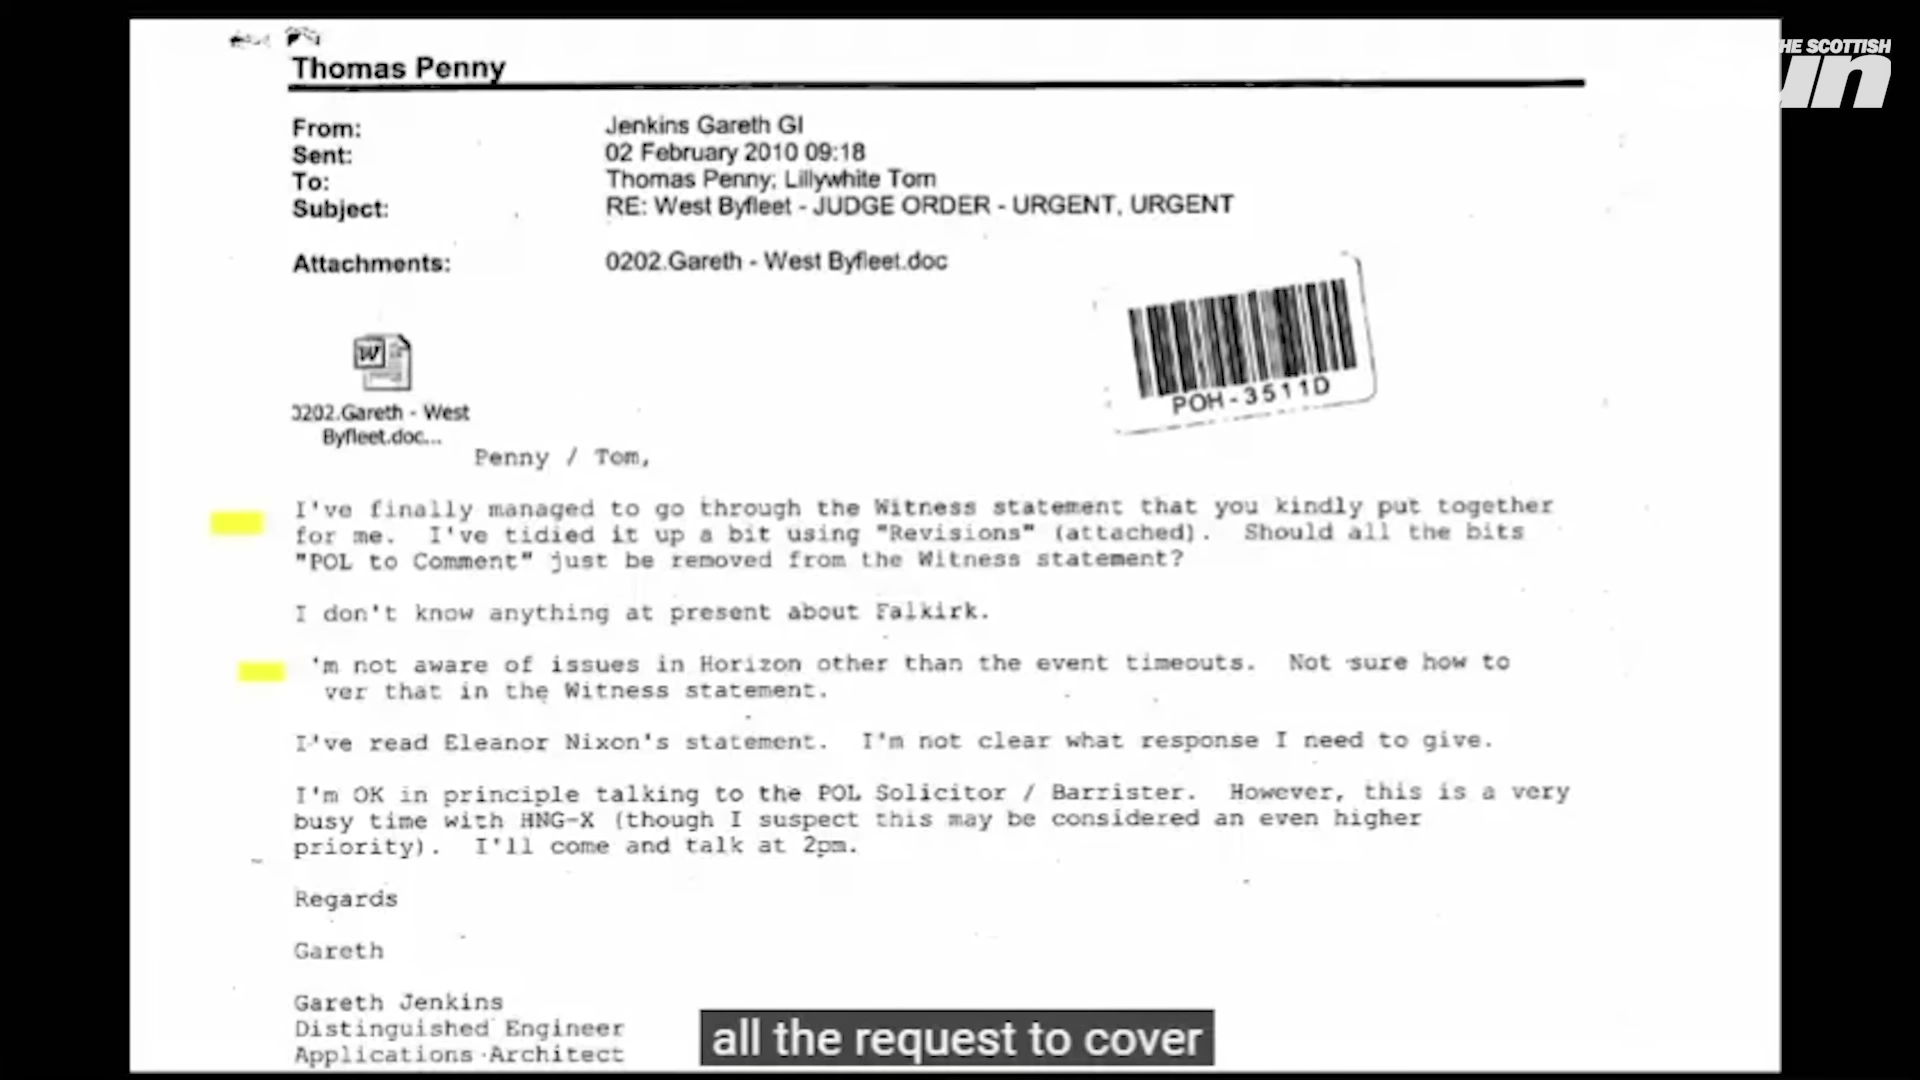 THE SCOTTISH
Sun
Thomas Penny
From: Jenkins Gareth GI
Sent: 02 February 2010 09:18
To: Thomas Penny; Lillywhite Tom
Subject: RE: West Byfleet - JUDGE ORDER - URGENT, URGENT
Attachments: 0202.Gareth - West Byfleet.doc
POH-3511D
0202.Gareth - West
Byfleet.doc...
Penny / Tom,
I've finally managed to go through the Witness statement that you kindly put together
for me. I've tidied it up a bit using "Revisions" (attached). Should all the bits
"POL to Comment" just be removed from the Witness statement?
I don't know anything at present about Falkirk.
'm not aware of issues in Horizon other than the event timeouts. Not sure how to
ver that in the Witness statement.
I've read Eleanor Nixon's statement. I'm not clear what response I need to give.
I'm OK in principle talking to the POL Solicitor / Barrister. However, this is a very
busy time with HNG-X (though I suspect this may be considered an even higher
priority). I'll come and talk at 2pm.
Regards
Gareth
Gareth Jenkins
Distinguished Engineer
Applications Architect
all the request to cover